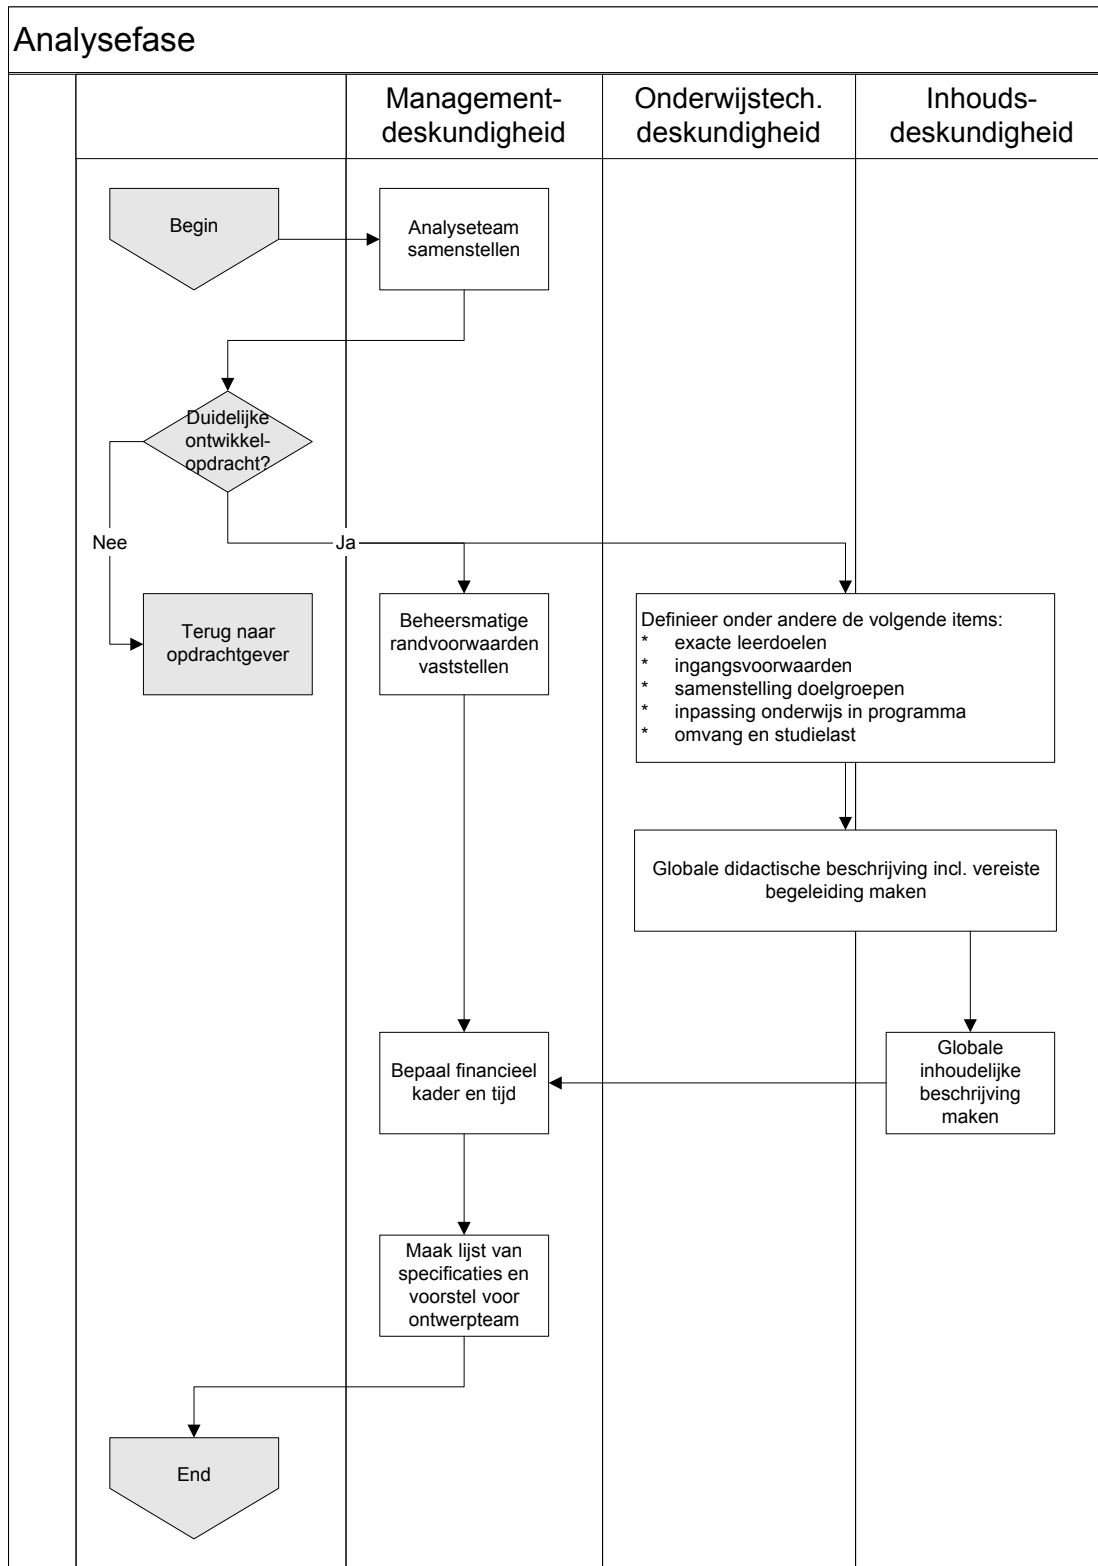 Analysefase
Management-
deskundigheid
Onderwijstech.
deskundigheid
Inhouds-
deskundigheid
Begin
Analyseteam
samenstellen
Duidelijke
ontwikkel-
opdracht?
Nee
Ja
Terug naar
opdrachtgever
Beheersmatige
randvoorwaarden
vaststellen
Definieer onder andere de volgende items:
* exacte leerdoelen
* ingangsvoorwaarden
* samenstelling doelgroepen
* inpassing onderwijs in programma
* omvang en studielast
Globale didactische beschrijving incl. vereiste
begeleiding maken
Bepaal financieel
kader en tijd
Globale
inhoudelijke
beschrijving
maken
Maak lijst van
specificaties en
voorstel voor
ontwerpteam
End